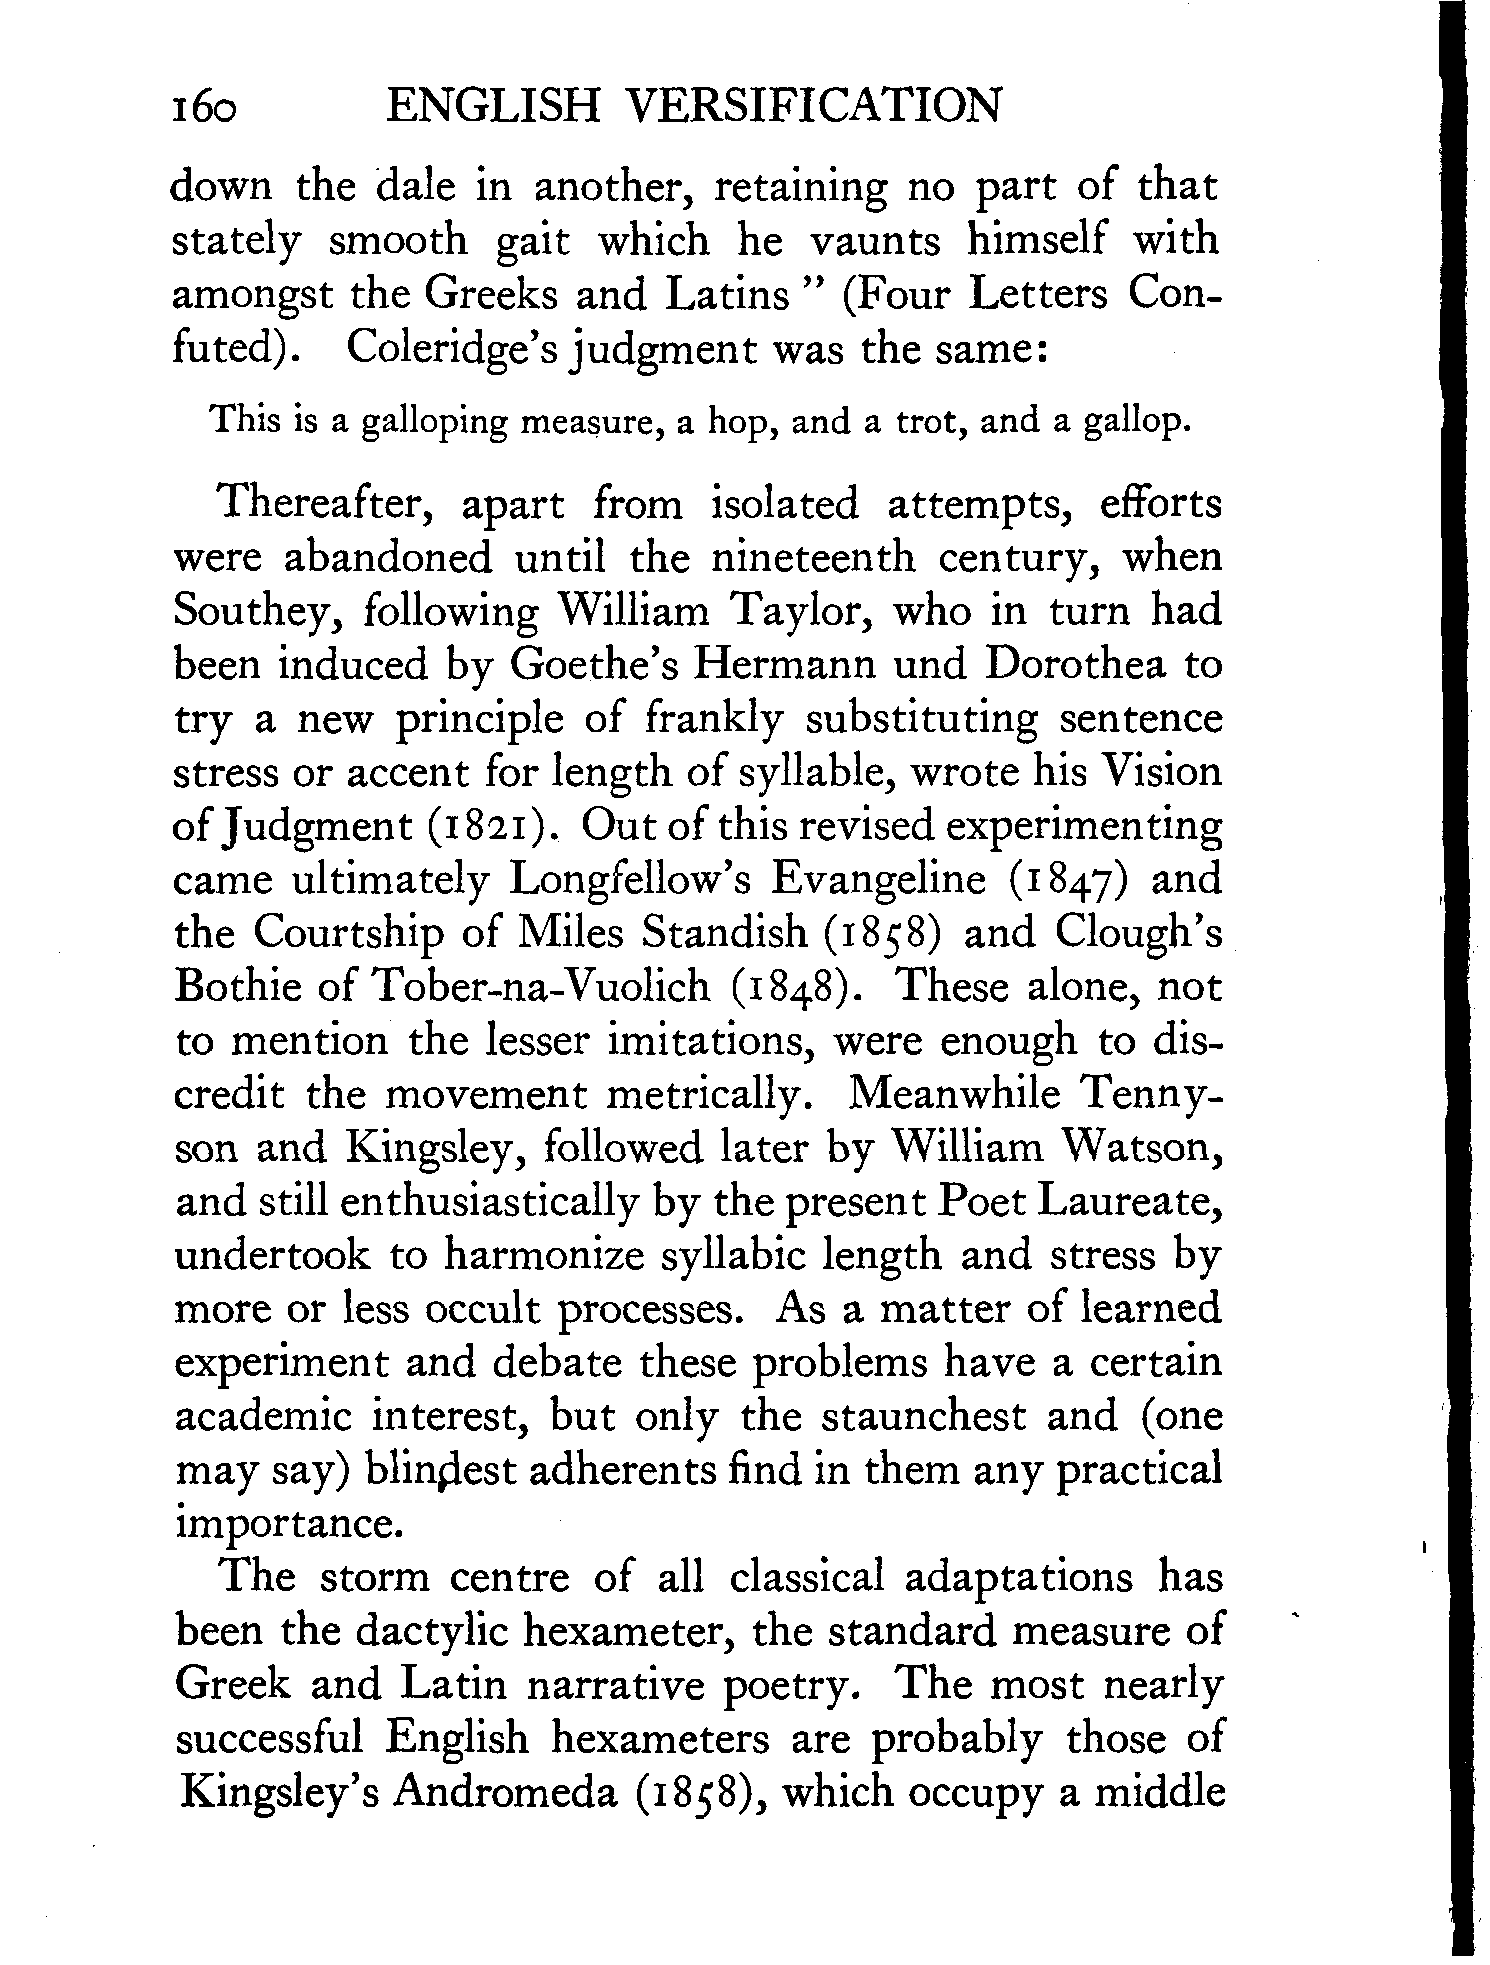 160 ENGLISH VERSIFICATION
down the dale in another, retaining no part of that
stately smooth gait which he vaunts himself with
amongst the Greeks and Latins ” (Four Letters Con-
futed). Coleridge’s judgment was the same:
This is a galloping measure, a hop, and a trot, and a gallop.
Thereafter, apart from isolated attempts, efforts
were abandoned until the nineteenth century, when
Southey, following William Taylor, who in turn had
been induced by Goethe’s Hermann und Dorothea to
try a new principle of frankly substituting sentence
stress or accent for length of syllable, wrote his Vision
of Judgment (1821). Out of this revised experimenting
came ultimately Longfellow’s Evangeline (1847) and
the Courtship of Miles Standish (1858) and Clough’s
Bothie of Tober-na-Vuolich (1848). These alone, not
to mention the lesser imitations, were enough to dis-
credit the movement metrically. Meanwhile Tenny-
son and Kingsley, followed later by William Watson,
and still enthusiastically by the present Poet Laureate,
undertook to harmonize syllabic length and stress by
more or less occult processes. As a matter of learned
experiment and debate these problems have a certain
academic interest, but only the staunchest and (one
may say) blindest adherents find in them any practical
importance.
The storm centre of all classical adaptations has
been the dactylic hexameter, the standard measure of
Greek and Latin narrative poetry. The most nearly
successful English hexameters are probably those of
Kingsley’s Andromeda (1858), which occupy a middle